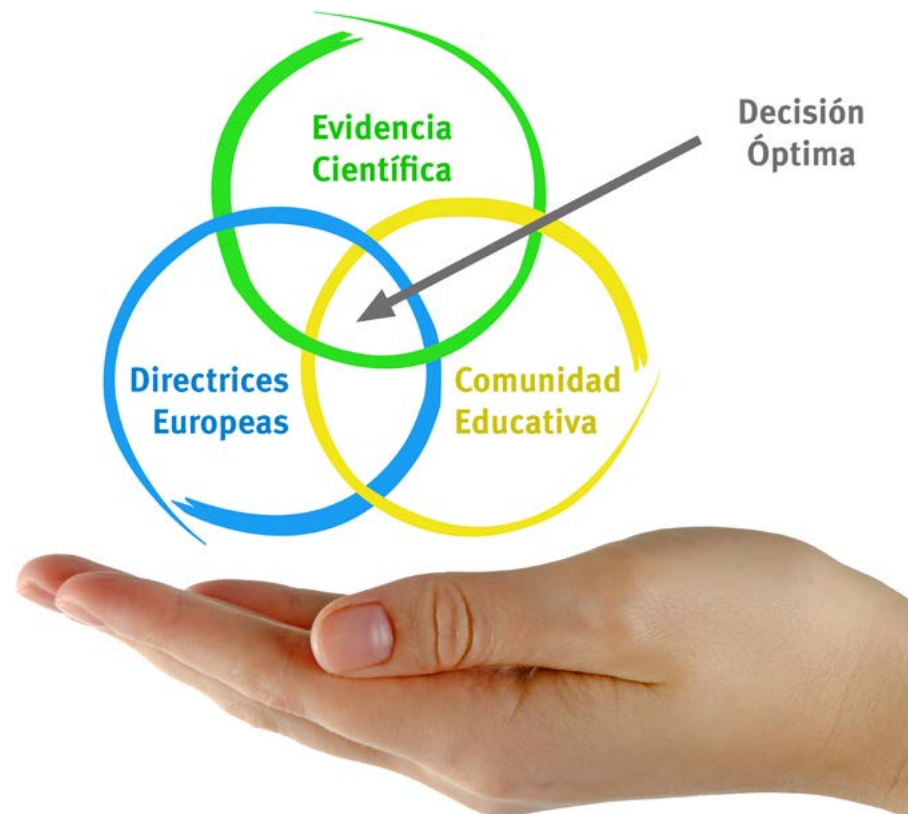 Evidencia
Científica
Decisión
Óptima
Directrices
Europeas
Comunidad
Educativa